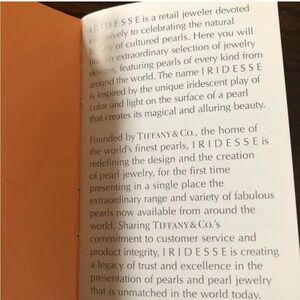 I R I D E S S E is a retail jeweler devoted
exclusively to celebrating the natural
beauty of cultured pearls. Here you will
find an extraordinary selection of jewelry
designs, featuring pearls of every kind from
around the world. The name I R I D E S S E
is inspired by the unique iridescent play of
color and light on the surface of a pearl
that creates its magical and alluring beauty.
Founded by TIFFANY & CO., the home of
the world's finest pearls, I R I D E S S E is
redefining the design and the creation
of pearl jewelry, for the first time
presenting in a single place the
extraordinary range and variety of fabulous
pearls now available from around the
world. Sharing TIFFANY & CO.'s
commitment to customer service and
product integrity, I R I D E S S E is creating
a legacy of trust and excellence in the
presentation of pearls and pearl jewelry
that is unmatched in the world today.